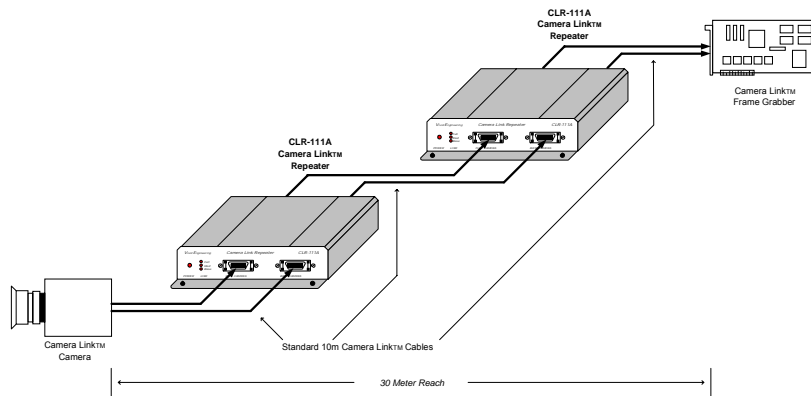 CLR-111A
Camera Link™
Repeater
Camera Link™
Frame Grabber
Camera Link Repeater
CLR-111A
CLR-111A
Camera Link™
Repeater
Camera Link Repeater
CLR-111A
Camera Link™
Camera
Standard 10m Camera Link™ Cables
30 Meter Reach